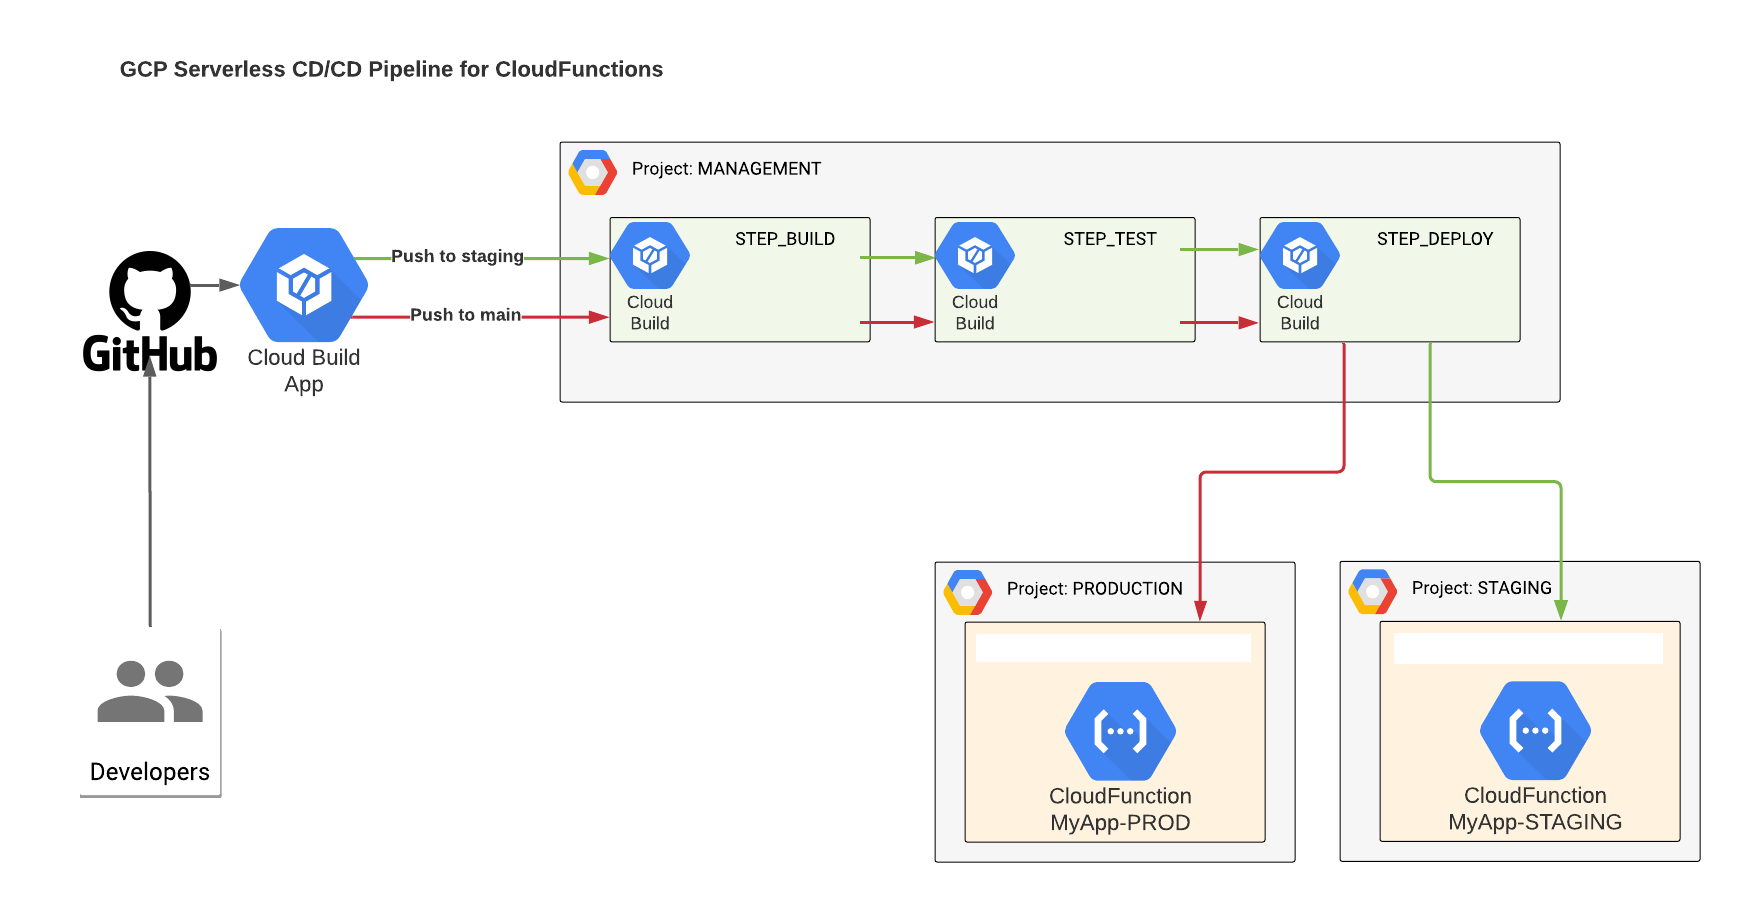 GCP Serverless CD/CD Pipeline for CloudFunctions
Project: MANAGEMENT
STEP_BUILD
STEP_TEST
STEP_DEPLOY
Push to staging
Push to main
Cloud
Build
Cloud
Build
Cloud
Build
GitHub
Cloud Build
App
Project: PRODUCTION
Project: STAGING
Developers
CloudFunction
MyApp-PROD
CloudFunction
MyApp-STAGING